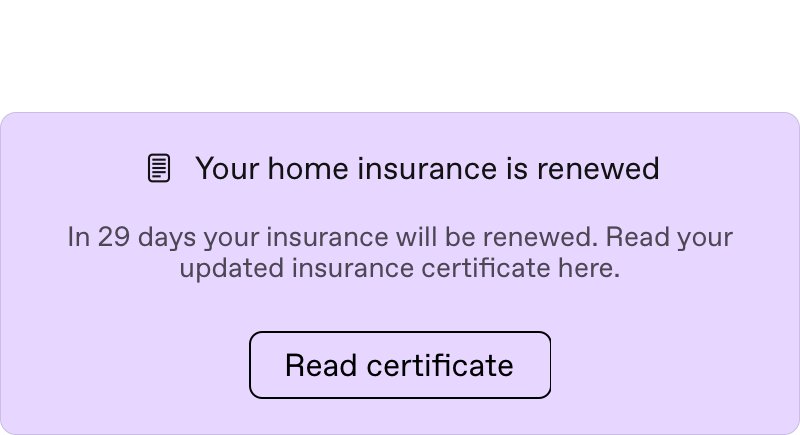 Your home insurance is renewed
In 29 days your insurance will be renewed. Read your
updated insurance certificate here.
Read certificate